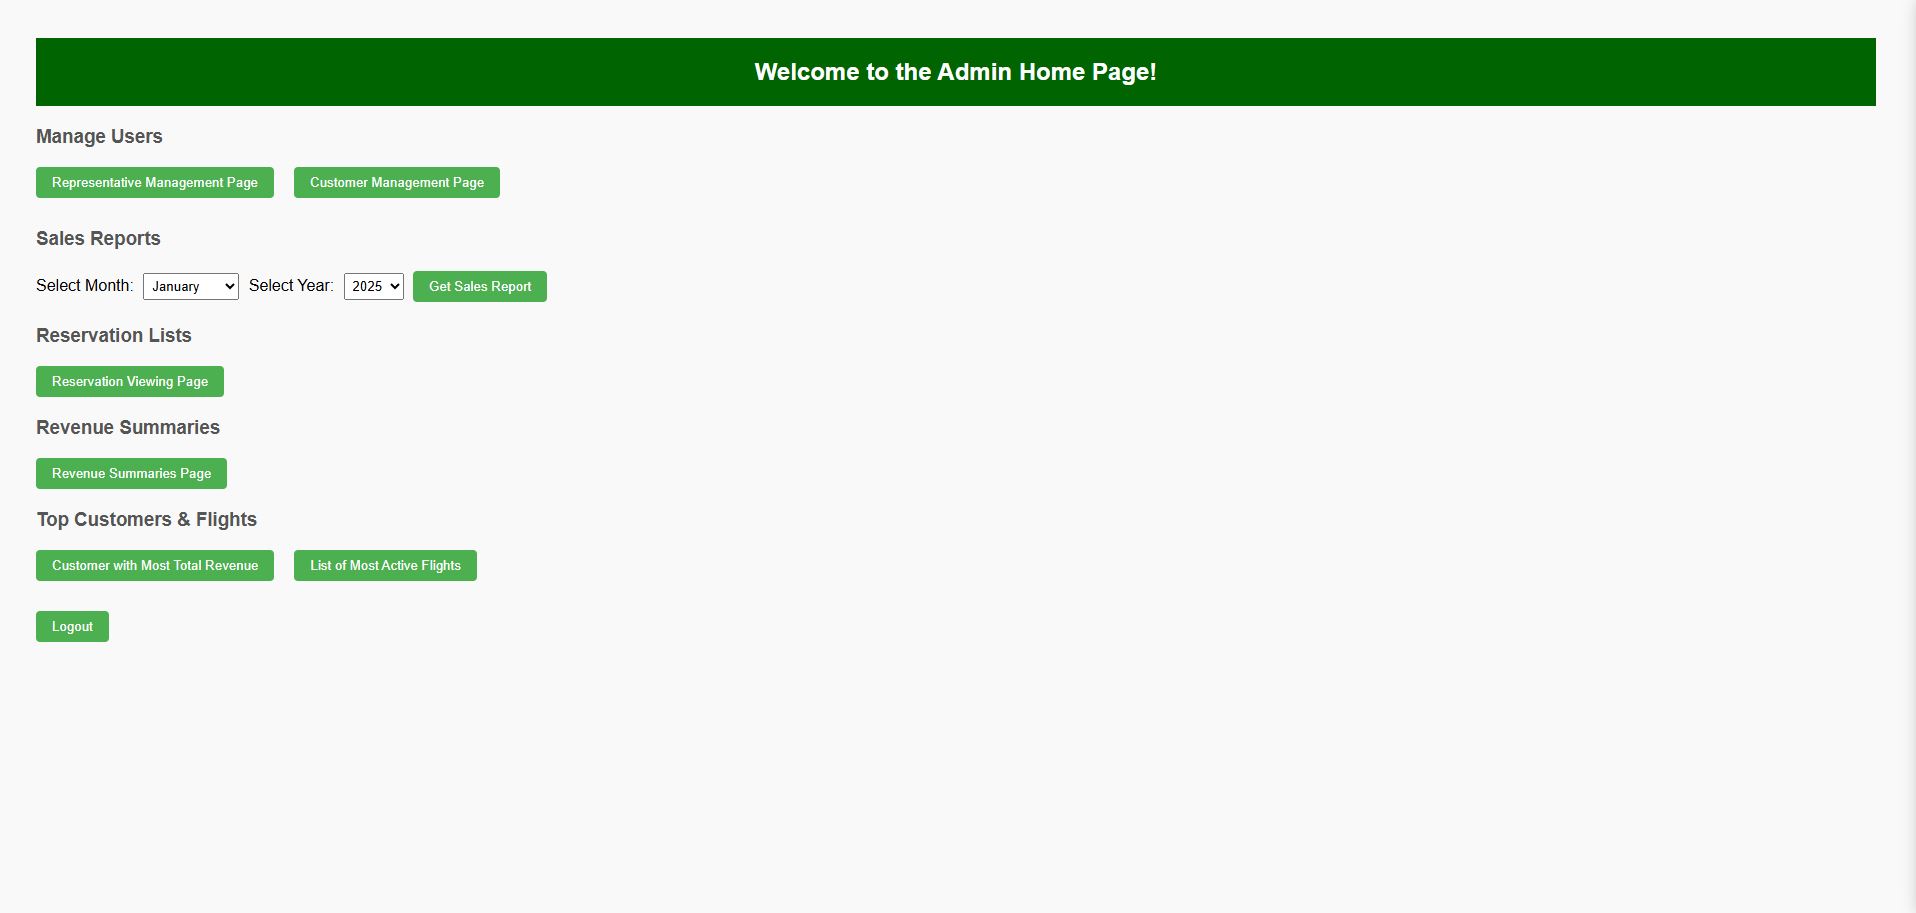 Welcome to the Admin Home Page!
Manage Users
Representative Management Page Customer Management Page
Sales Reports
Select Month: January Select Year: 2025 Get Sales Report
Reservation Lists
Reservation Viewing Page
Revenue Summaries
Revenue Summaries Page
Top Customers & Flights
Customer with Most Total Revenue List of Most Active Flights
Logout